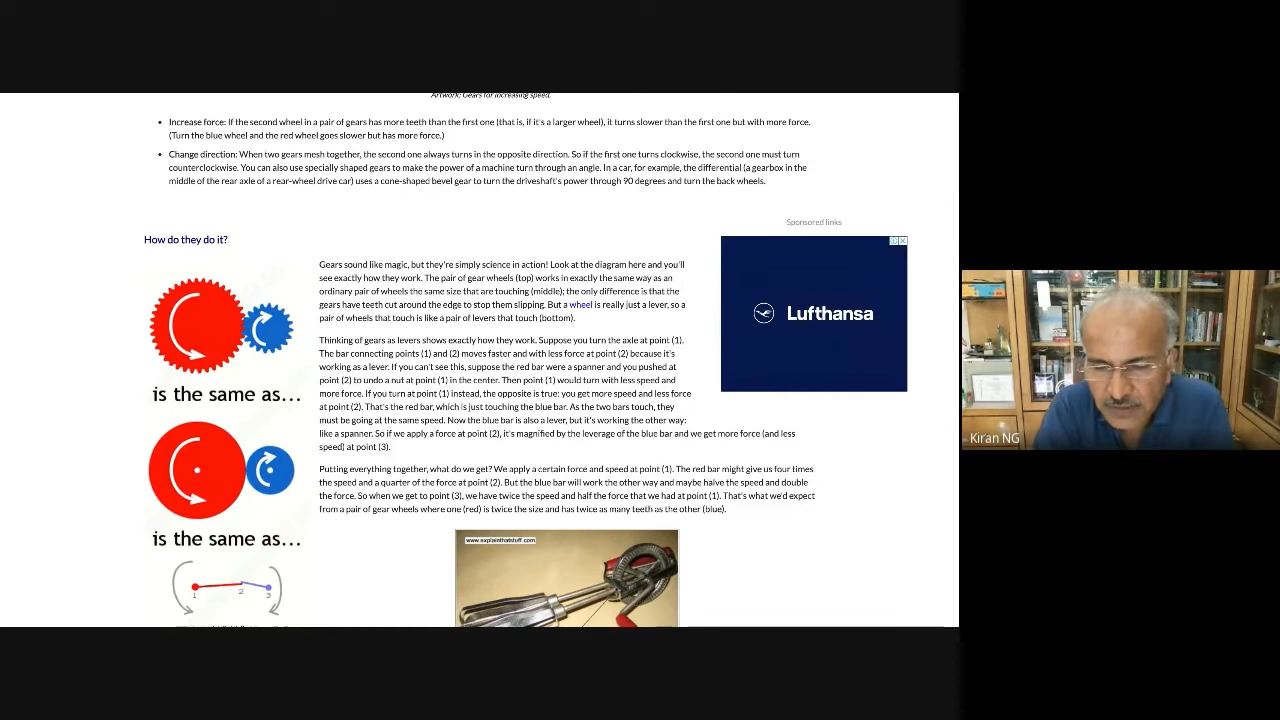 Artwork: Gears for increasing speed.
Increase force: If the second wheel in a pair of gears has more teeth than the first one (that is, if it's a larger wheel), it turns slower than the first one but with more force.
(Turn the blue wheel and the red wheel goes slower but has more force.)
Change direction: When two gears mesh together, the second one always turns in the opposite direction. So if the first one turns clockwise, the second one must turn
counterclockwise. You can also use specially shaped gears to make the power of a machine turn through an angle. In a car, for example, the differential (a gearbox in the
middle of the rear axle of a rear-wheel drive car) uses a cone-shaped bevel gear to turn the driveshaft's power through 90 degrees and turn the back wheels.
Sponsored links
How do they do it?
Gears sound like magic, but they're simply science in action! Look at the diagram here and you'll
see exactly how they work. The pair of gear wheels (top) works in exactly the same way as an
ordinary pair of wheels the same size that are touching (middle); the only difference is that the
gears have teeth cut around the edge to stop them slipping. But a wheel is really just a lever, so a
pair of wheels that touch is like a pair of levers that touch (bottom).
Thinking of gears as levers shows exactly how they work. Suppose you turn the axle at point (1).
The bar connecting points (1) and (2) moves faster and with less force at point (2) because it's
working as a lever. If you can't see this, suppose the red bar were a spanner and you pushed at
point (2) to undo a nut at point (1) in the center. Then point (1) would turn with less speed and
more force. If you turn at point (1) instead, the opposite is true: you get more speed and less force
at point (2). That's the red bar, which is just touching the blue bar. As the two bars touch, they
must be going at the same speed. Now the blue bar is also a lever, but it's working the other way:
like a spanner. So if we apply a force at point (2), it's magnified by the leverage of the blue bar and we get more force (and less
speed) at point (3).
Putting everything together, what do we get? We apply a certain force and speed at point (1). The red bar might give us four times
the speed and a quarter of the force at point (2). But the blue bar will work the other way and maybe halve the speed and double
the force. So when we get to point (3), we have twice the speed and half the force that we had at point (1). That's what we'd expect
from a pair of gear wheels where one (red) is twice the size and has twice as many teeth as the other (blue).
is the same as...
is the same as...
1 2 3
Lufthansa
www.explainthatstuff.com
Kiran NG